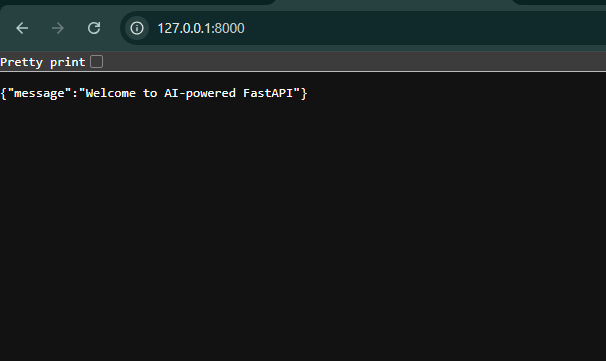 127.0.0.1:8000
Pretty print
{"message":"Welcome to AI-powered FastAPI"}